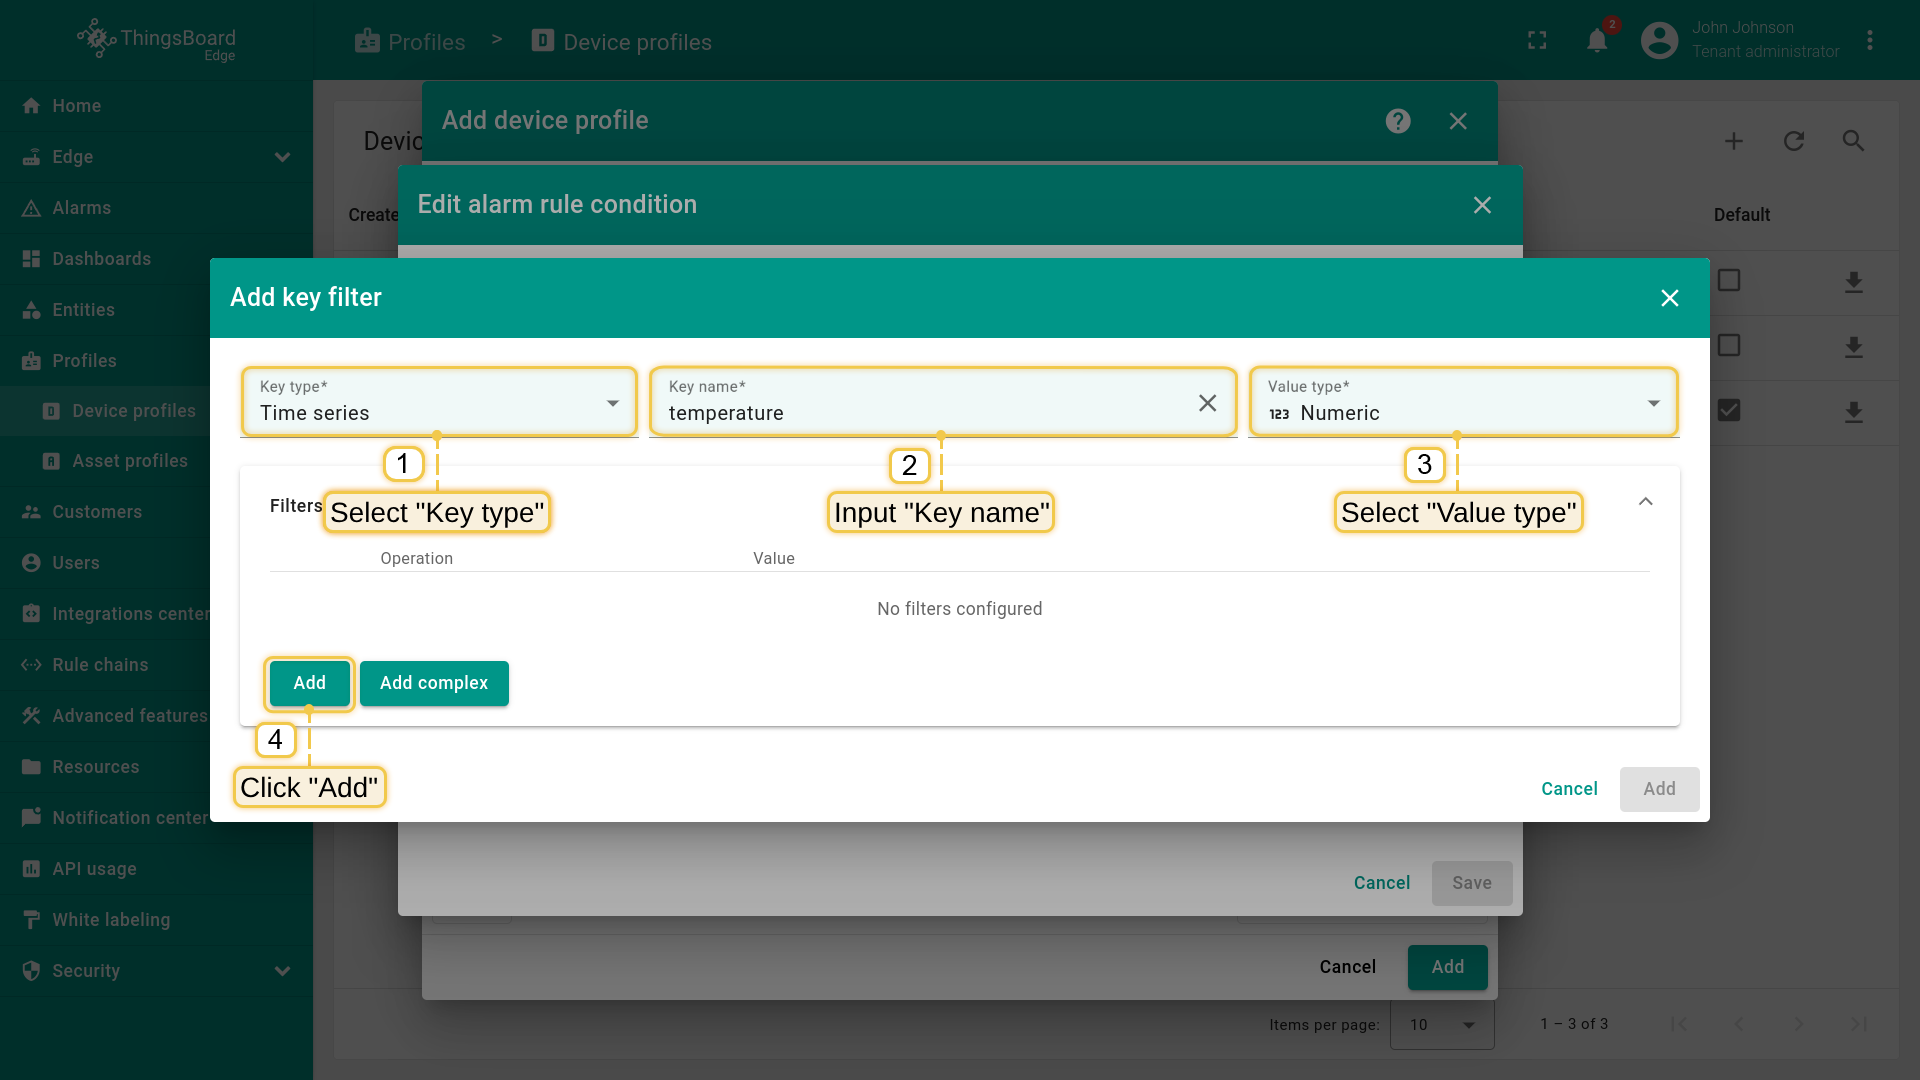 ThingsBoard
Edge
Profiles > Device profiles
2
John Johnson
Tenant administrator
Home
Edge
Alarms
Dashboards
Entities
Profiles
Device profiles
Asset profiles
Customers
Users
Integrations center
Rule chains
Advanced features
Resources
Notification center
API usage
White labeling
Security
Devic
Create
Default
Add device profile
Edit alarm rule condition
Add key filter
Key type*
Time series
Key name*
temperature
Value type*
123 Numeric
1
2
3
Filters
Select "Key type"
Input "Key name"
Select "Value type"
Operation Value
No filters configured
Add
Add complex
4
Click "Add"
Cancel Add
Cancel Save
Cancel Add
Items per page: 10 1 – 3 of 3